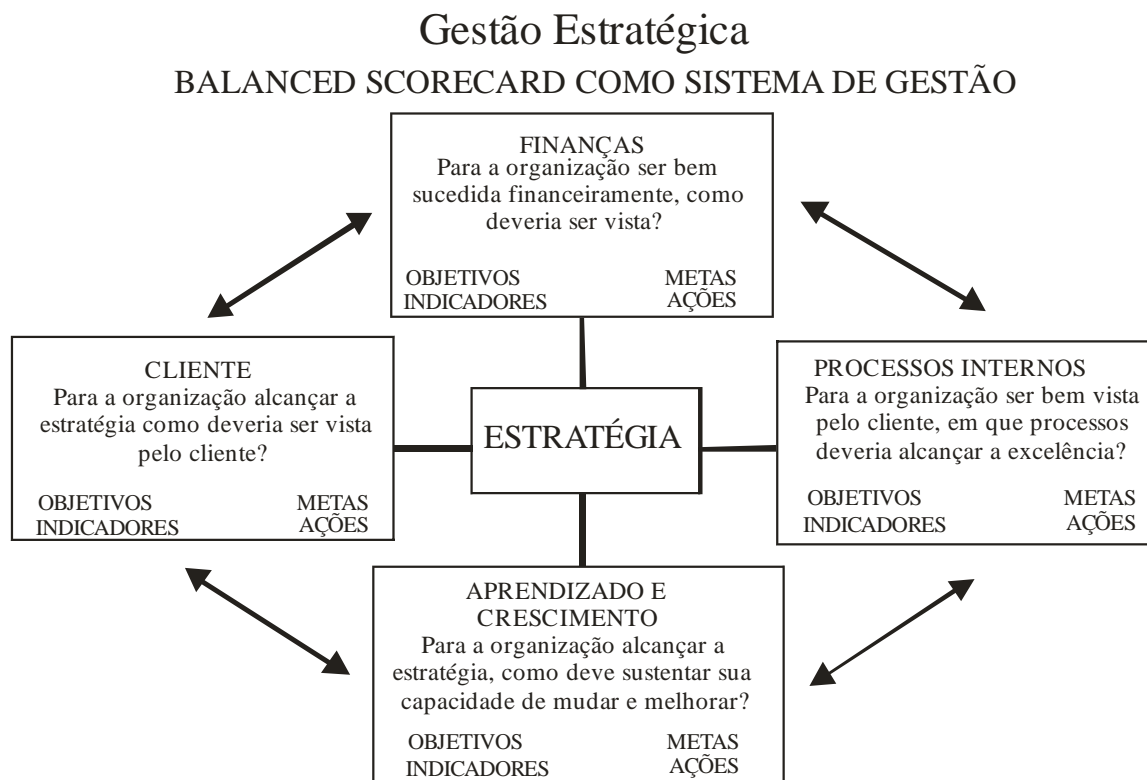 Gestão Estratégica
BALANCED SCORECARD COMO SISTEMA DE GESTÃO
FINANÇAS
Para a organização ser bem
sucedida financeiramente, como
deveria ser vista?
OBJETIVOS METAS
INDICADORES AÇÕES
CLIENTE
Para a organização alcançar a
estratégia como deveria ser vista
pelo cliente?
OBJETIVOS METAS
INDICADORES AÇÕES
ESTRATÉGIA
PROCESSOS INTERNOS
Para a organização ser bem vista
pelo cliente, em que processos
deveria alcançar a excelência?
OBJETIVOS METAS
INDICADORES AÇÕES
APRENDIZADO E
CRESCIMENTO
Para a organização alcançar a
estratégia, como deve sustentar sua
capacidade de mudar e melhorar?
OBJETIVOS METAS
INDICADORES AÇÕES